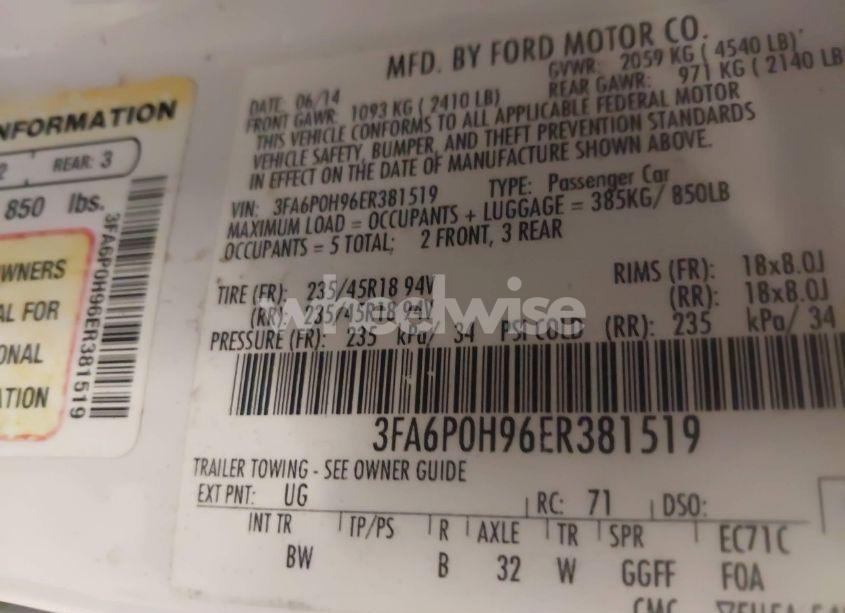 MFD. BY FORD MOTOR CO.
DATE: 06/14
GVWR: 2059 KG ( 4540 LB)
FRONT GAWR: 1093 KG ( 2410 LB)
REAR GAWR: 971 KG ( 2140 LB
THIS VEHICLE CONFORMS TO ALL APPLICABLE FEDERAL MOTOR
VEHICLE SAFETY, BUMPER, AND THEFT PREVENTION STANDARDS
IN EFFECT ON THE DATE OF MANUFACTURE SHOWN ABOVE.
VIN: 3FA6P0H96ER381519 TYPE: Passenger Car
MAXIMUM LOAD = OCCUPANTS + LUGGAGE = 385KG/ 850LB
OCCUPANTS = 5 TOTAL; 2 FRONT, 3 REAR
TIRE (FR): 235/45R18 94V RIMS (FR): 18x8.0J
(RR): 235/45R18 94V (RR): 18x8.0J
PRESSURE (FR): 235 kPa/ 34 PSI COLD (RR): 235 kPa/ 34
3FA6P0H96ER381519
TRAILER TOWING - SEE OWNER GUIDE
EXT PNT: UG RC: 71 DSO:
INT TR TP/PS R AXLE TR SPR EC71C
BW B 32 W GGFF FOA
NFORMATION
2 REAR: 3
850 lbs.
OWNERS
AL FOR
ONAL
ATION
3FA6P0H96ER381519
wheelwise